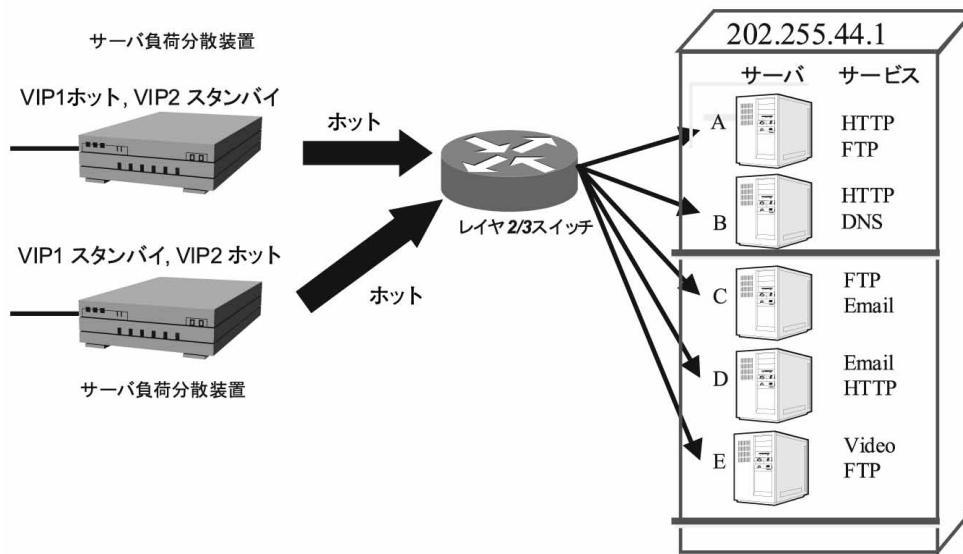 サーバ負荷分散装置
VIP1ホット, VIP2 スタンバイ
ホット
VIP1 スタンバイ, VIP2 ホット
ホット
サーバ負荷分散装置
レイヤ2/3スイッチ
202.255.44.1
サーバ サービス
A HTTP
FTP
B HTTP
DNS
C FTP
Email
D Email
HTTP
E Video
FTP